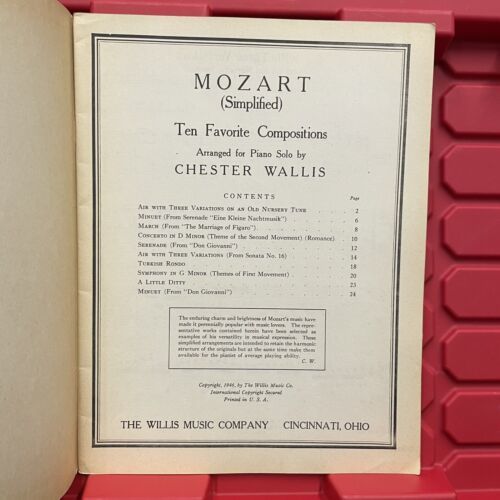 MOZART
(Simplified)
Ten Favorite Compositions
Arranged for Piano Solo by
CHESTER WALLIS
CONTENTS
Page
AIR WITH THREE VARIATIONS ON AN OLD NURSERY TUNE . . . . 2
MINUET (From Serenade "Eine Kleine Nachtmusik") . . . . 6
MARCH (From "The Marriage of Figaro") . . . . 8
CONCERTO IN D MINOR (Theme of the Second Movement) (Romance) . 10
SERENADE (From "Don Giovanni") . . . . 12
AIR WITH THREE VARIATIONS (From Sonata No. 16) . . . . 14
TURKISH RONDO . . . . 18
SYMPHONY IN G MINOR (Themes of First Movement) . . . . 20
A LITTLE DITTY . . . . 23
MINUET (From "Don Giovanni") . . . . 24
The enduring charm and brightness of Mozart's music have
made it perennially popular with music lovers. The repre-
sentative works contained herein have been selected as
examples of his versatility in musical expression. These
simplified arrangements are intended to retain the harmonic
structure of the originals but at the same time make them
available for the pianist of average playing ability.
C. W.
Copyright, 1946, by The Willis Music Co.
International Copyright Secured
Printed in U. S. A.
THE WILLIS MUSIC COMPANY CINCINNATI, OHIO